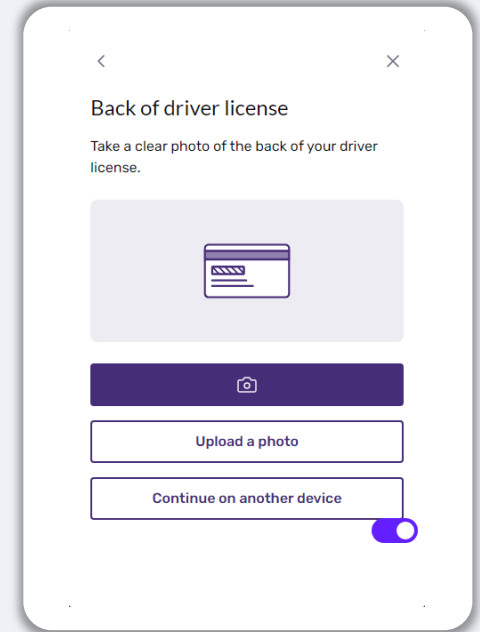 Back of driver license
Take a clear photo of the back of your driver
license.
Upload a photo
Continue on another device